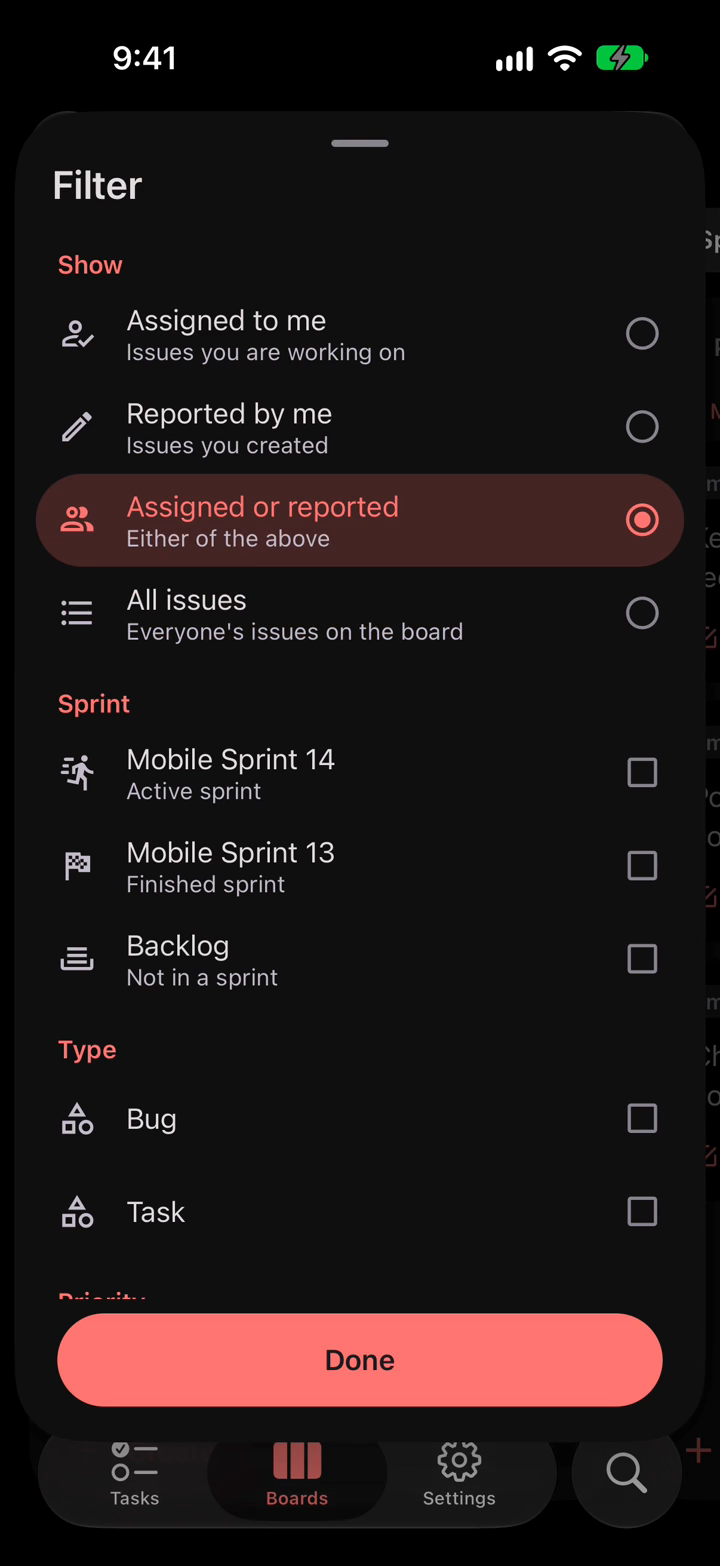 9:41
Filter
Show
Assigned to me
Issues you are working on
Reported by me
Issues you created
Assigned or reported
Either of the above
All issues
Everyone's issues on the board
Sprint
Mobile Sprint 14
Active sprint
Mobile Sprint 13
Finished sprint
Backlog
Not in a sprint
Type
Bug
Task
Priority
Done
Tasks
Boards
Settings